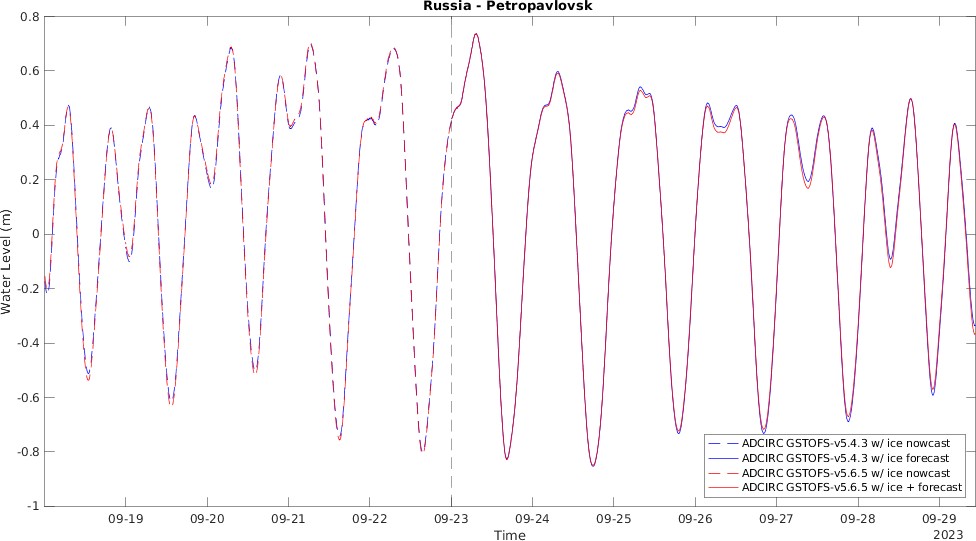 Russia - Petropavlovsk
0.8
0.6
0.4
0.2
0
-0.2
-0.4
-0.6
-0.8
-1
Water Level (m)
ADCIRC GSTOFS-v5.4.3 w/ ice nowcast
ADCIRC GSTOFS-v5.4.3 w/ ice forecast
ADCIRC GSTOFS-v5.6.5 w/ ice nowcast
ADCIRC GSTOFS-v5.6.5 w/ ice + forecast
09-19 09-20 09-21 09-22 09-23 09-24 09-25 09-26 09-27 09-28 09-29
Time
2023